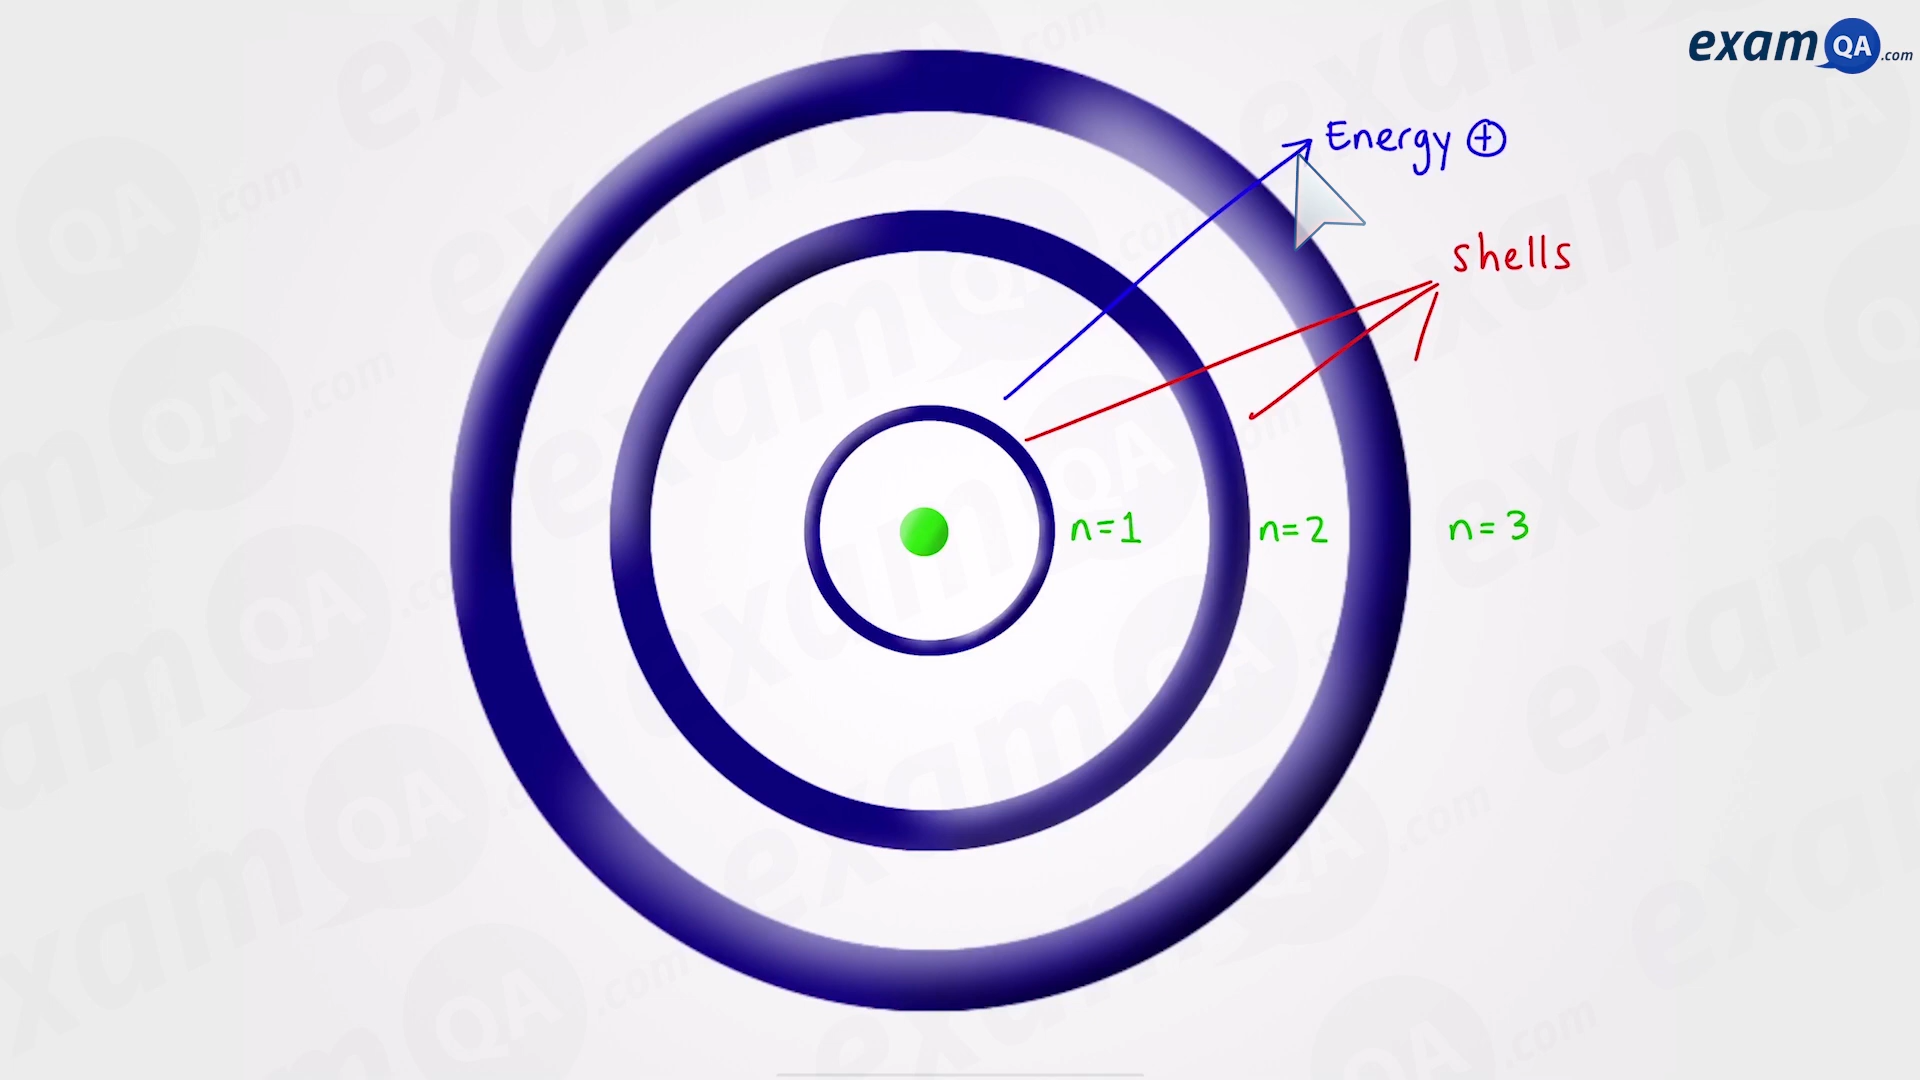 examQA.com
Energy ⊕
shells
n=1
n=2
n=3